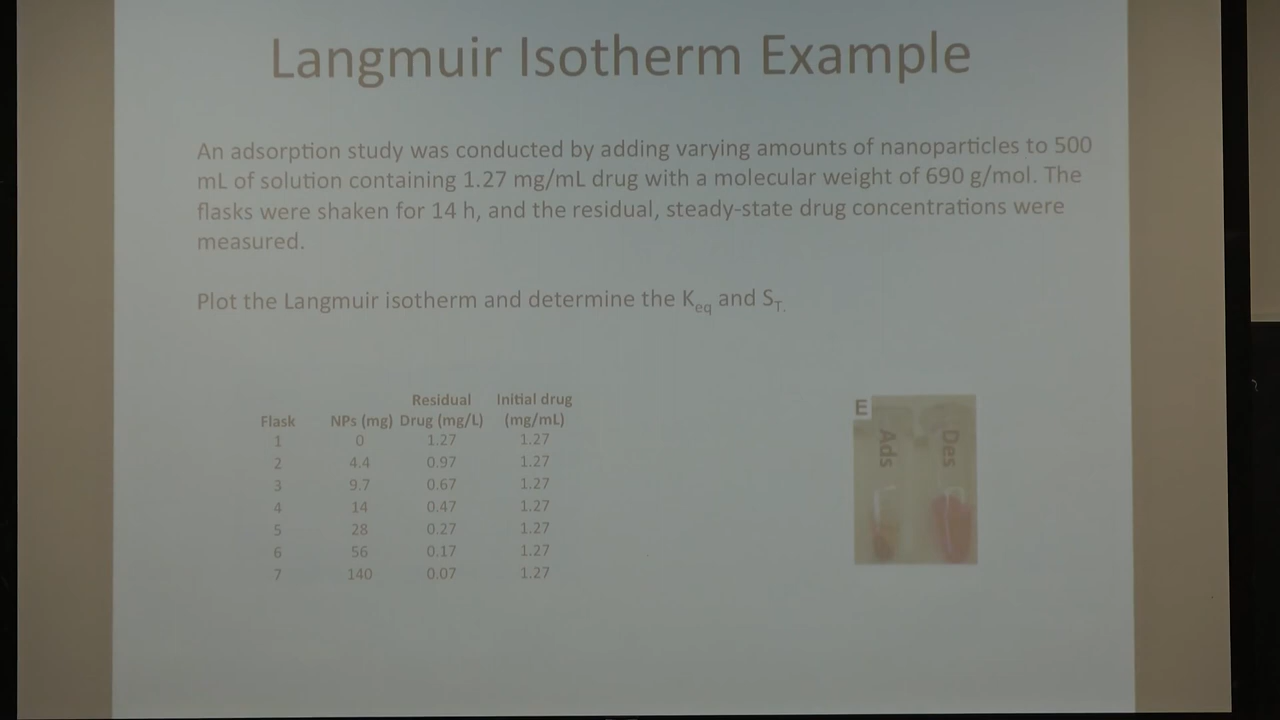 Langmuir Isotherm Example
An adsorption study was conducted by adding varying amounts of nanoparticles to 500
mL of solution containing 1.27 mg/mL drug with a molecular weight of 690 g/mol. The
flasks were shaken for 14 h, and the residual, steady-state drug concentrations were
measured.
Plot the Langmuir isotherm and determine the Keq and ST.
Residual Initial drug
Flask NPs (mg) Drug (mg/L) (mg/mL)
1 0 1.27 1.27
2 4.4 0.97 1.27
3 9.7 0.67 1.27
4 14 0.47 1.27
5 28 0.27 1.27
6 56 0.17 1.27
7 140 0.07 1.27
E
Ads
Des